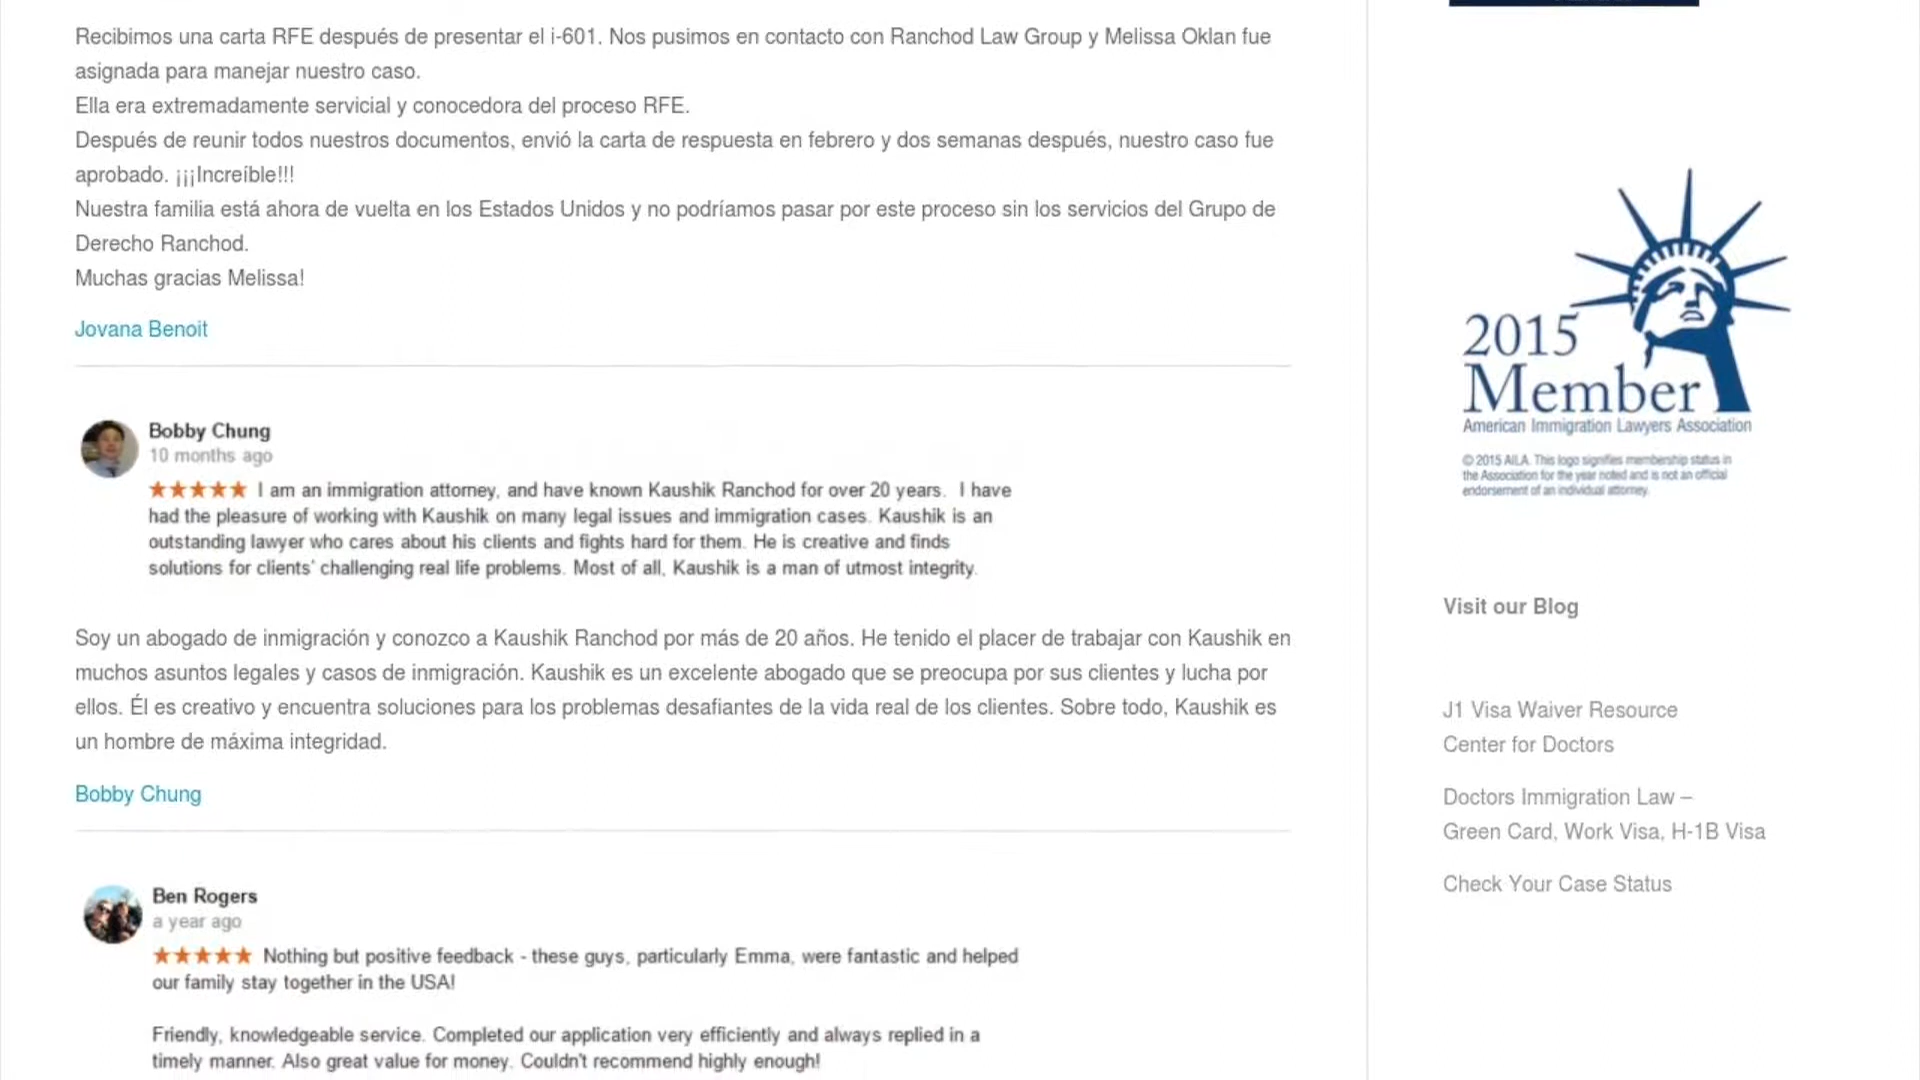 Recibimos una carta RFE después de presentar el i-601. Nos pusimos en contacto con Ranchod Law Group y Melissa Oklan fue
asignada para manejar nuestro caso.
Ella era extremadamente servicial y conocedora del proceso RFE.
Después de reunir todos nuestros documentos, envió la carta de respuesta en febrero y dos semanas después, nuestro caso fue
aprobado. ¡¡¡Increíble!!!
Nuestra familia está ahora de vuelta en los Estados Unidos y no podríamos pasar por este proceso sin los servicios del Grupo de
Derecho Ranchod.
Muchas gracias Melissa!
Jovana Benoit
Bobby Chung
10 months ago
★★★★★ I am an immigration attorney, and have known Kaushik Ranchod for over 20 years. I have
had the pleasure of working with Kaushik on many legal issues and immigration cases. Kaushik is an
outstanding lawyer who cares about his clients and fights hard for them. He is creative and finds
solutions for clients' challenging real life problems. Most of all, Kaushik is a man of utmost integrity.
Soy un abogado de inmigración y conozco a Kaushik Ranchod por más de 20 años. He tenido el placer de trabajar con Kaushik en
muchos asuntos legales y casos de inmigración. Kaushik es un excelente abogado que se preocupa por sus clientes y lucha por
ellos. Él es creativo y encuentra soluciones para los problemas desafiantes de la vida real de los clientes. Sobre todo, Kaushik es
un hombre de máxima integridad.
Bobby Chung
Ben Rogers
a year ago
★★★★★ Nothing but positive feedback - these guys, particularly Emma, were fantastic and helped
our family stay together in the USA!
Friendly, knowledgeable service. Completed our application very efficiently and always replied in a
timely manner. Also great value for money. Couldn't recommend highly enough!
2015
Member
American Immigration Lawyers Association
© 2015 AILA. This logo signifies membership status in
the Association for the year noted and is not an official
endorsement of an individual attorney.
Visit our Blog
J1 Visa Waiver Resource
Center for Doctors
Doctors Immigration Law –
Green Card, Work Visa, H-1B Visa
Check Your Case Status